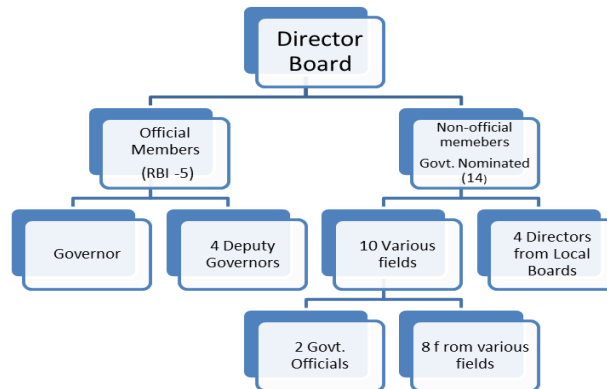 Director
Board
Official
Members
(RBI -5)
Non-official
memebers
Govt. Nominated
(14)
Governor
4 Deputy
Governors
10 Various
fields
4 Directors
from Local
Boards
2 Govt.
Officials
8 f rom various
fields